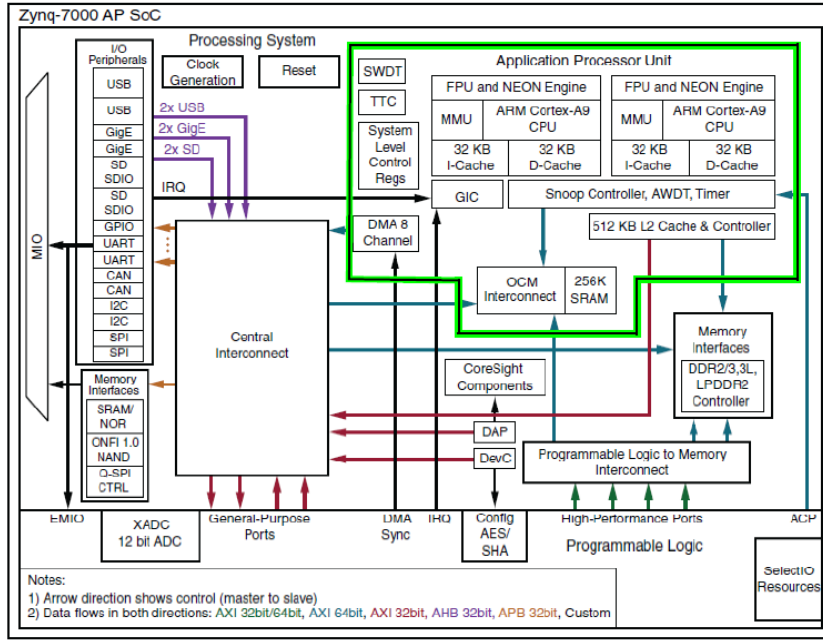 Zynq-7000 AP SoC
I/O
Peripherals
USB
USB
GigE
GigE
SD
SDIO
SD
SDIO
GPIO
UART
UART
CAN
CAN
I2C
I2C
SPI
SPI
Memory
Interfaces
SRAM/
NOR
ONFI 1.0
NAND
Q-SPI
CTRL
MIO
EMIO
Processing System
Clock
Generation
Reset
2x USB
2x GigE
2x SD
IRQ
Central
Interconnect
Application Processor Unit
SWDT
TTC
System
Level
Control
Regs
FPU and NEON Engine
MMU
ARM Cortex-A9
CPU
32 KB
I-Cache
32 KB
D-Cache
FPU and NEON Engine
MMU
ARM Cortex-A9
CPU
32 KB
I-Cache
32 KB
D-Cache
GIC
Snoop Controller, AWDT, Timer
DMA 8
Channel
512 KB L2 Cache & Controller
OCM
Interconnect
256K
SRAM
Memory
Interfaces
DDR2/3,3L,
LPDDR2
Controller
CoreSight
Components
DAP
DevC
Programmable Logic to Memory
Interconnect
XADC
12 bit ADC
General-Purpose
Ports
DMA
Sync
IRQ
Config
AES/
SHA
High-Performance Ports
ACP
Programmable Logic
SelectIO
Resources
Notes:
1) Arrow direction shows control (master to slave)
2) Data flows in both directions: AXI 32bit/64bit, AXI 64bit, AXI 32bit, AHB 32bit, APB 32bit, Custom